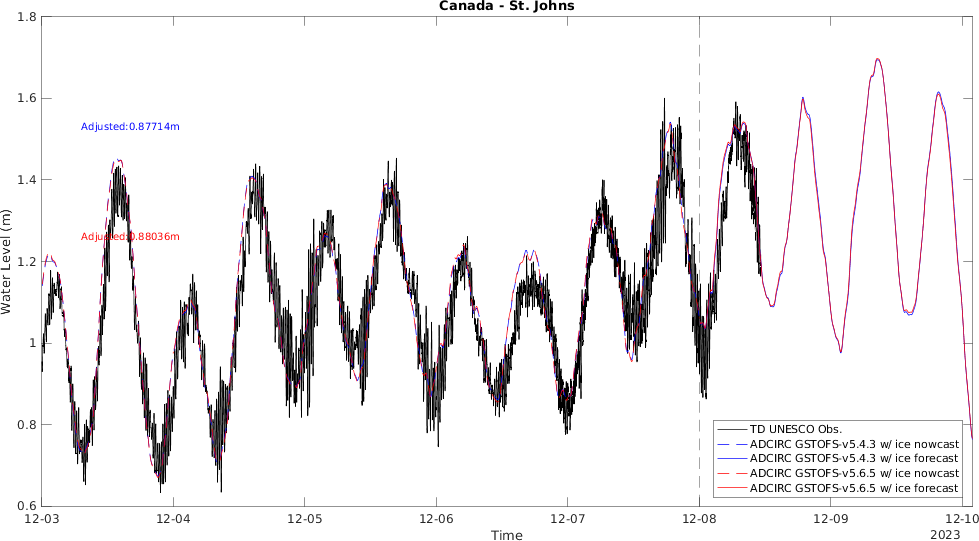 Canada - St. Johns
1.8
1.6
1.4
1.2
1
0.8
0.6
Water Level (m)
Adjusted:0.87714m
Adjusted:0.88036m
TD UNESCO Obs.
ADCIRC GSTOFS-v5.4.3 w/ ice nowcast
ADCIRC GSTOFS-v5.4.3 w/ ice forecast
ADCIRC GSTOFS-v5.6.5 w/ ice nowcast
ADCIRC GSTOFS-v5.6.5 w/ ice forecast
12-03 12-04 12-05 12-06 12-07 12-08 12-09 12-10
Time
2023